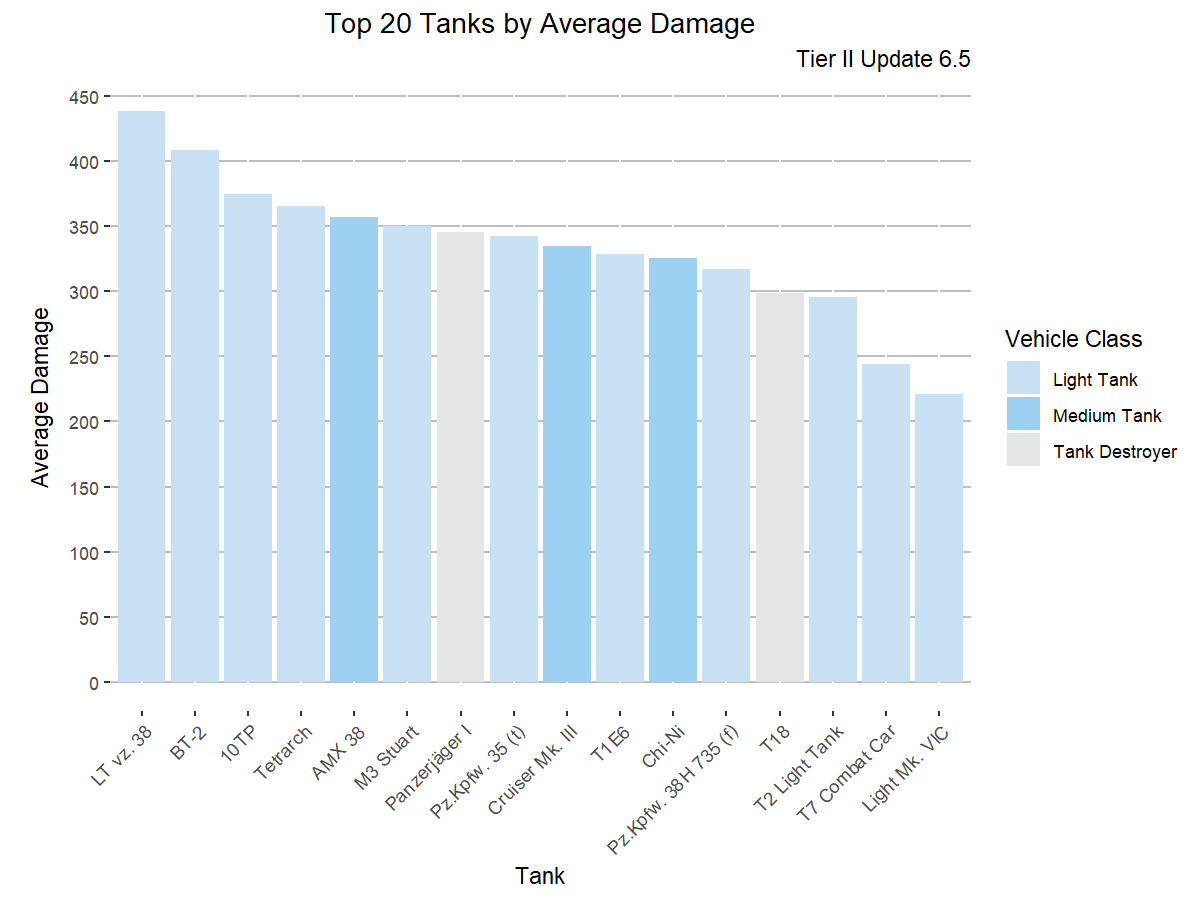 Top 20 Tanks by Average Damage
Tier II Update 6.5
450
400
350
300
250
200
150
100
50
0
Average Damage
LT vz. 38
BT-2
10TP
Tetrarch
AMX 38
M3 Stuart
Panzerjäger I
Pz.Kpfw. 35 (t)
Cruiser Mk. III
T1E6
Chi-Ni
Pz.Kpfw. 38H 735 (f)
T18
T2 Light Tank
T7 Combat Car
Light Mk. VIC
Tank
Vehicle Class
Light Tank
Medium Tank
Tank Destroyer